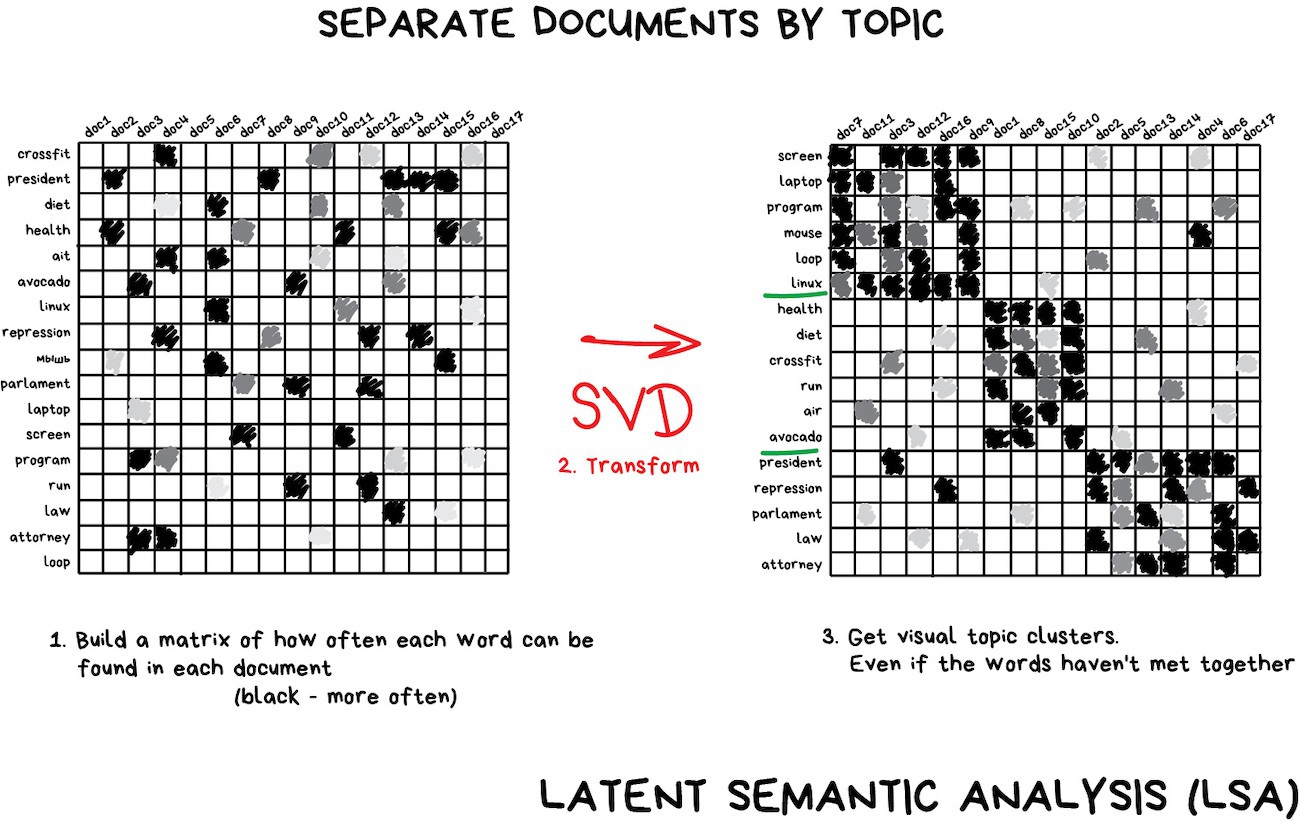 SEPARATE DOCUMENTS BY TOPIC
doc1 doc2 doc3 doc4 doc5 doc6 doc7 doc8 doc9 doc10 doc11 doc12 doc13 doc14 doc15 doc16 doc17
crossfit
president
diet
health
ait
avocado
linux
repression
мышь
parlament
laptop
screen
program
run
law
attorney
loop
1. Build a matrix of how often each word can be
found in each document
(black - more often)
SVD
2. Transform
doc7 doc11 doc3 doc12 doc16 doc9 doc1 doc8 doc15 doc10 doc2 doc5 doc13 doc14 doc4 doc6 doc17
screen
laptop
program
mouse
loop
linux
health
diet
crossfit
run
air
avocado
president
repression
parlament
law
attorney
3. Get visual topic clusters.
Even if the words haven't met together
LATENT SEMANTIC ANALYSIS (LSA)